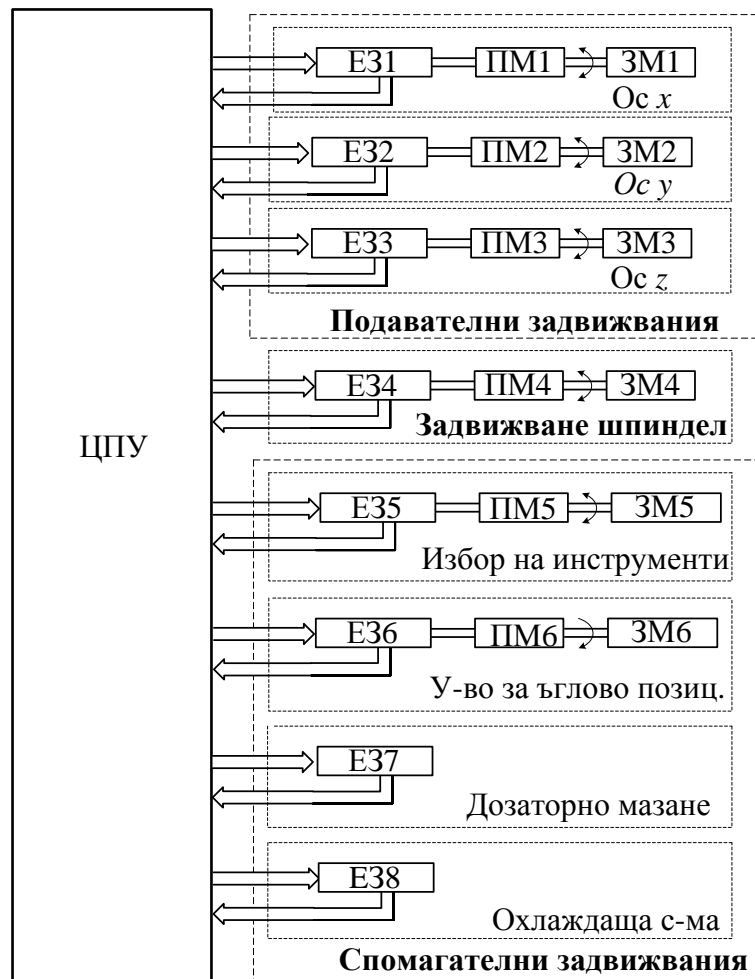 ЕЗ1 ПМ1 ЗМ1
Ос x
ЕЗ2 ПМ2 ЗМ2
Ос y
ЕЗ3 ПМ3 ЗМ3
Ос z
Подавателни задвижвания
ЕЗ4 ПМ4 ЗМ4
Задвижване шпиндел
ЦПУ
ЕЗ5 ПМ5 ЗМ5
Избор на инструменти
ЕЗ6 ПМ6 ЗМ6
У-во за ъглово позиц.
ЕЗ7
Дозаторно мазане
ЕЗ8
Охлаждаща с-ма
Спомагателни задвижвания